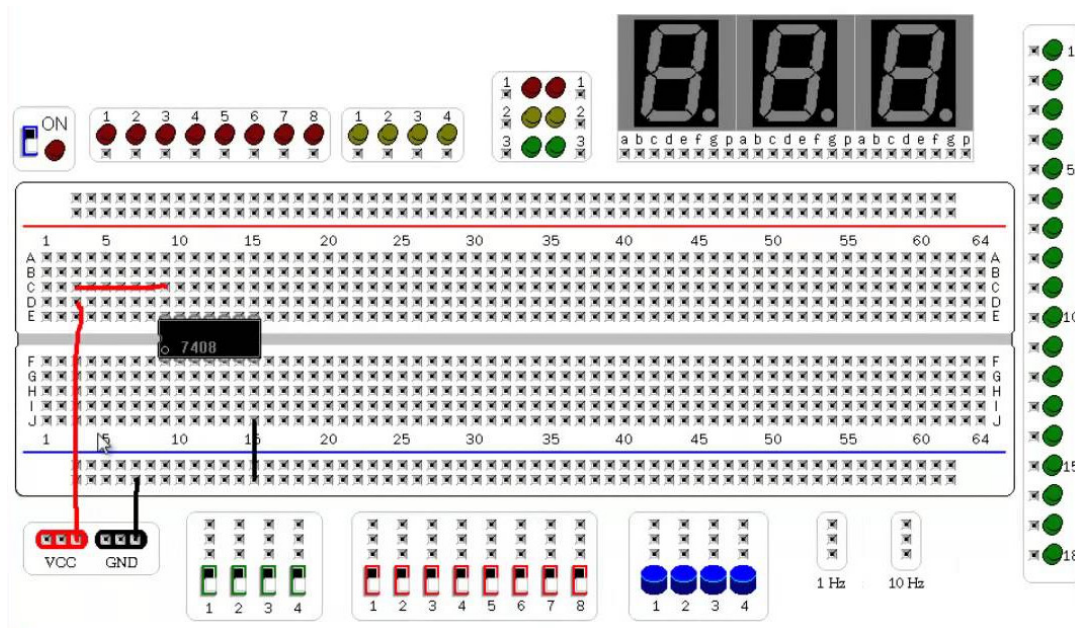 ON
1 2 3 4 5 6 7 8
1 2 3 4
1 1
2 2
3 3
a b c d e f g p a b c d e f g p a b c d e f g p
1
5
10
15
18
1 5 10 15 20 25 30 35 40 45 50 55 60 64
A A
B B
C C
D D
E E
7408
F F
G G
H H
I I
J J
1 5 10 15 20 25 30 35 40 45 50 55 60 64
VCC GND
1 2 3 4
1 2 3 4 5 6 7 8
1 2 3 4
1 Hz
10 Hz